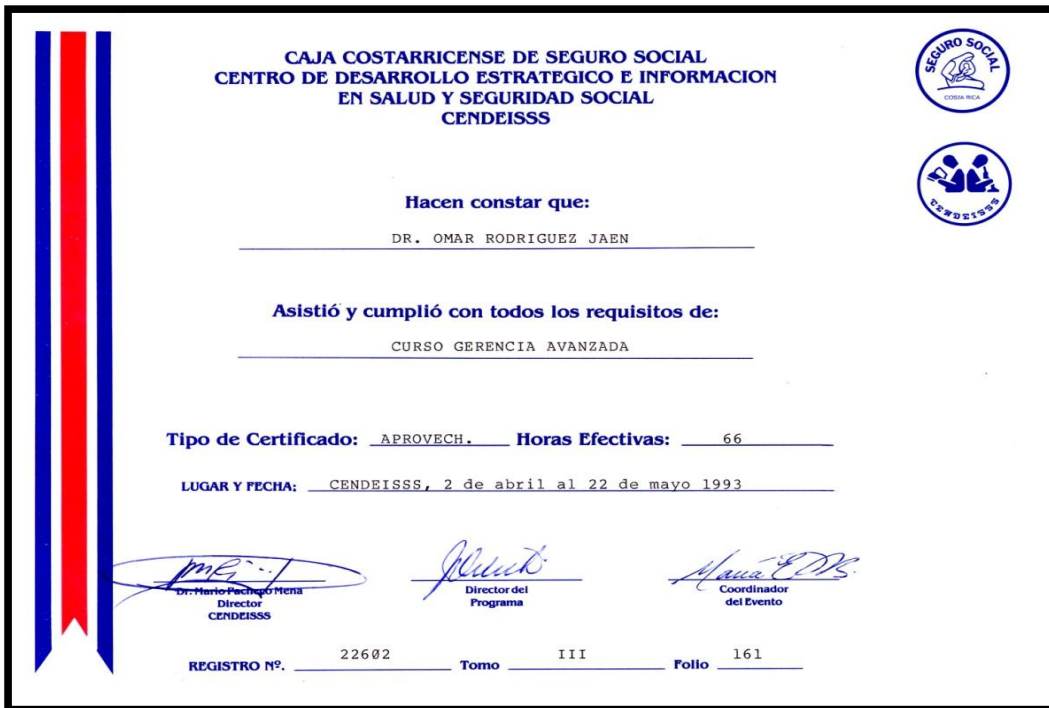 CAJA COSTARRICENSE DE SEGURO SOCIAL
CENTRO DE DESARROLLO ESTRATEGICO E INFORMACION
EN SALUD Y SEGURIDAD SOCIAL
CENDEISSS
SEGURO SOCIAL
COSTA RICA
CENDEISSS
Hacen constar que:
DR. OMAR RODRIGUEZ JAEN
Asistió y cumplió con todos los requisitos de:
CURSO GERENCIA AVANZADA
Tipo de Certificado: APROVECH. Horas Efectivas: 66
LUGAR Y FECHA: CENDEISSS, 2 de abril al 22 de mayo 1993
Dr. Mario Pacheco Mena
Director
CENDEISSS
Director del
Programa
María
Coordinador
del Evento
REGISTRO Nº. 22602 Tomo III Folio 161